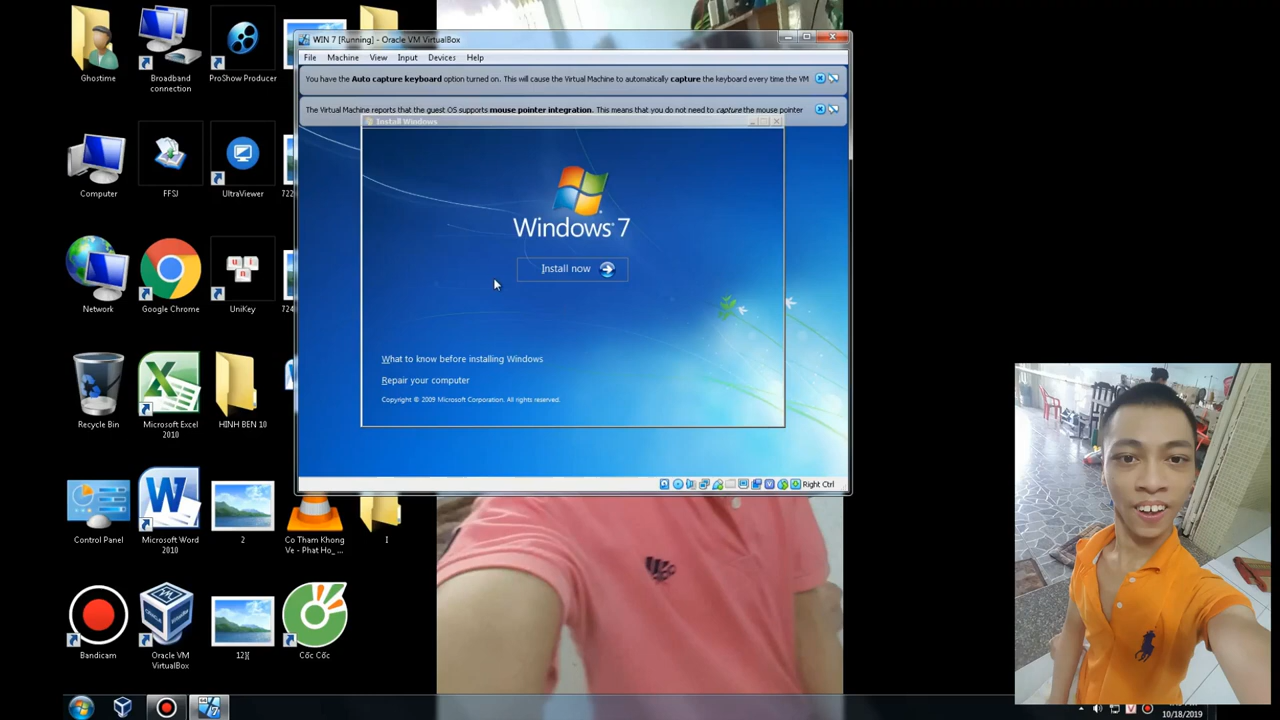 WIN 7 [Running] - Oracle VM VirtualBox
File Machine View Input Devices Help
You have the Auto capture keyboard option turned on. This will cause the Virtual Machine to automatically capture the keyboard every time the VM
The Virtual Machine reports that the guest OS supports mouse pointer integration. This means that you do not need to capture the mouse pointer
Install Windows
Windows 7
Install now
What to know before installing Windows
Repair your computer
Copyright © 2009 Microsoft Corporation. All rights reserved.
Right Ctrl
Ghostime
Broadband
connection
ProShow Producer
Computer
FFSJ
UltraViewer
722
Network
Google Chrome
UniKey
724
Recycle Bin
Microsoft Excel
2010
HINH BEN 10
Control Panel
Microsoft Word
2010
2
Co Tham Khong
Ve - Phat Ho_ ...
1
Bandicam
Oracle VM
VirtualBox
Cốc Cốc
10/18/2019